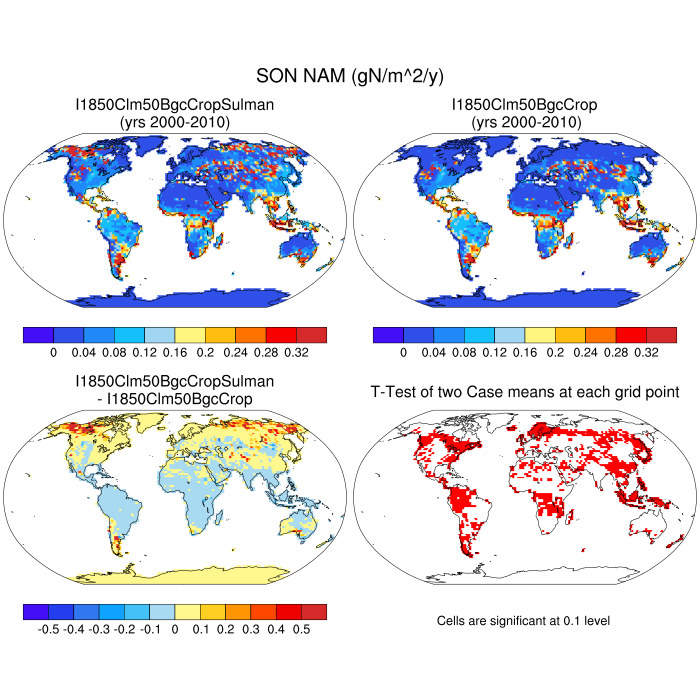 SON NAM (gN/m^2/y)
I1850Clm50BgcCropSulman
(yrs 2000-2010)
I1850Clm50BgcCrop
(yrs 2000-2010)
0 0.04 0.08 0.12 0.16 0.2 0.24 0.28 0.32
0 0.04 0.08 0.12 0.16 0.2 0.24 0.28 0.32
I1850Clm50BgcCropSulman
- I1850Clm50BgcCrop
T-Test of two Case means at each grid point
-0.5 -0.4 -0.3 -0.2 -0.1 0 0.1 0.2 0.3 0.4 0.5
Cells are significant at 0.1 level